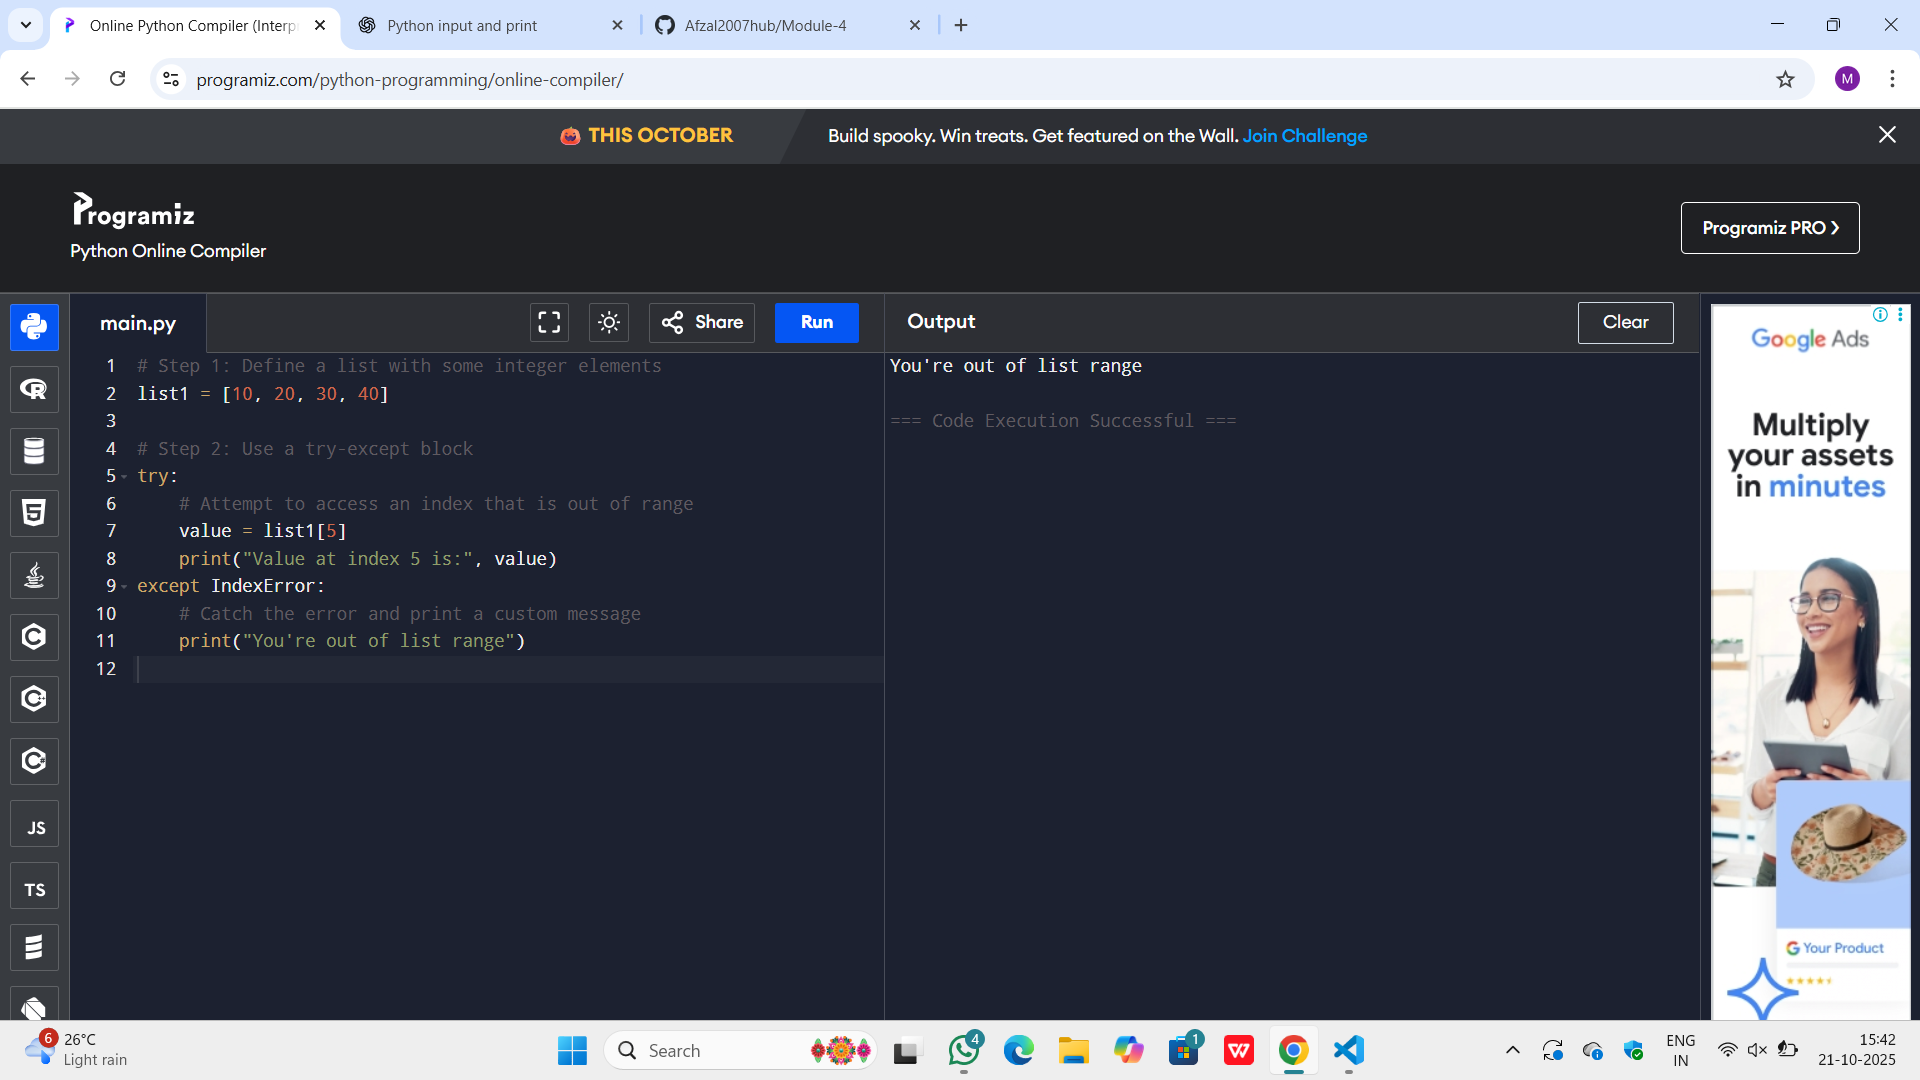 Online Python Compiler (Interp
Python input and print
Afzal2007hub/Module-4
programiz.com/python-programming/online-compiler/
M
THIS OCTOBER
Build spooky. Win treats. Get featured on the Wall. Join Challenge
Programiz
Python Online Compiler
Programiz PRO
main.py
Share
Run
Output
Clear
1 # Step 1: Define a list with some integer elements
2 list1 = [10, 20, 30, 40]
3
4 # Step 2: Use a try-except block
5 try:
6     # Attempt to access an index that is out of range
7     value = list1[5]
8     print("Value at index 5 is:", value)
9 except IndexError:
10     # Catch the error and print a custom message
11     print("You're out of list range")
12
You're out of list range
=== Code Execution Successful ===
R
5
C
C
C
JS
TS
Google Ads
Multiply
your assets
in minutes
G Your Product
6
26°C
Light rain
Search
4
1
W
ENG
IN
15:42
21-10-2025